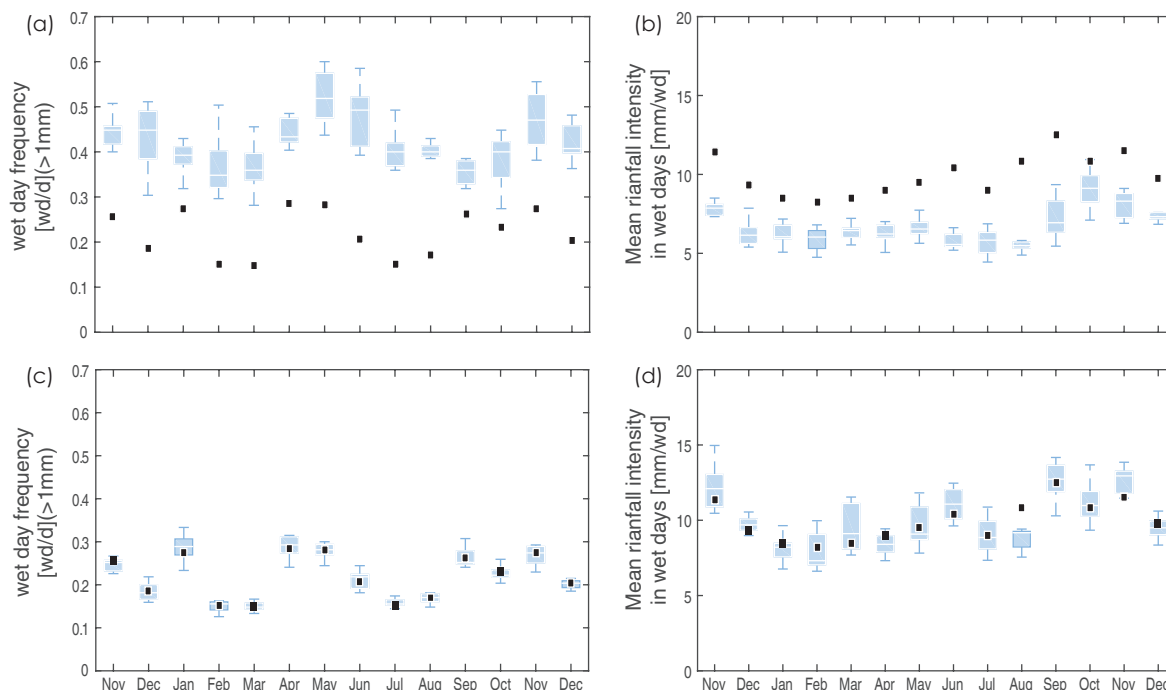 (a)
wet day frequency
[wd/d](>1mm)
0.7
0.6
0.5
0.4
0.3
0.2
0.1
0
(b)
Mean rianfall intensity
in wet days [mm/wd]
20
15
10
5
0
(c)
wet day frequency
[wd/d](>1mm)
0.7
0.6
0.5
0.4
0.3
0.2
0.1
0
Nov Dec Jan Feb Mar Apr May Jun Jul Aug Sep Oct Nov Dec
(d)
Mean rianfall intensity
in wet days [mm/wd]
20
15
10
5
0
Nov Dec Jan Feb Mar Apr May Jun Jul Aug Sep Oct Nov Dec